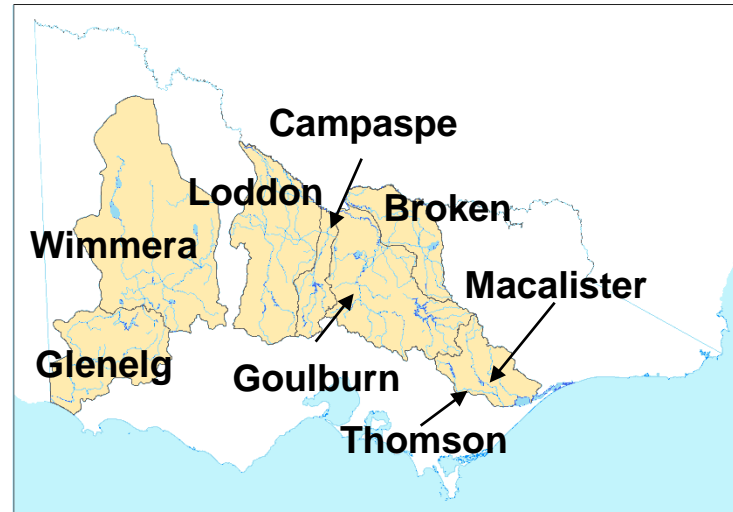 Campaspe
Loddon
Broken
Wimmera
Macalister
Glenelg
Goulburn
Thomson